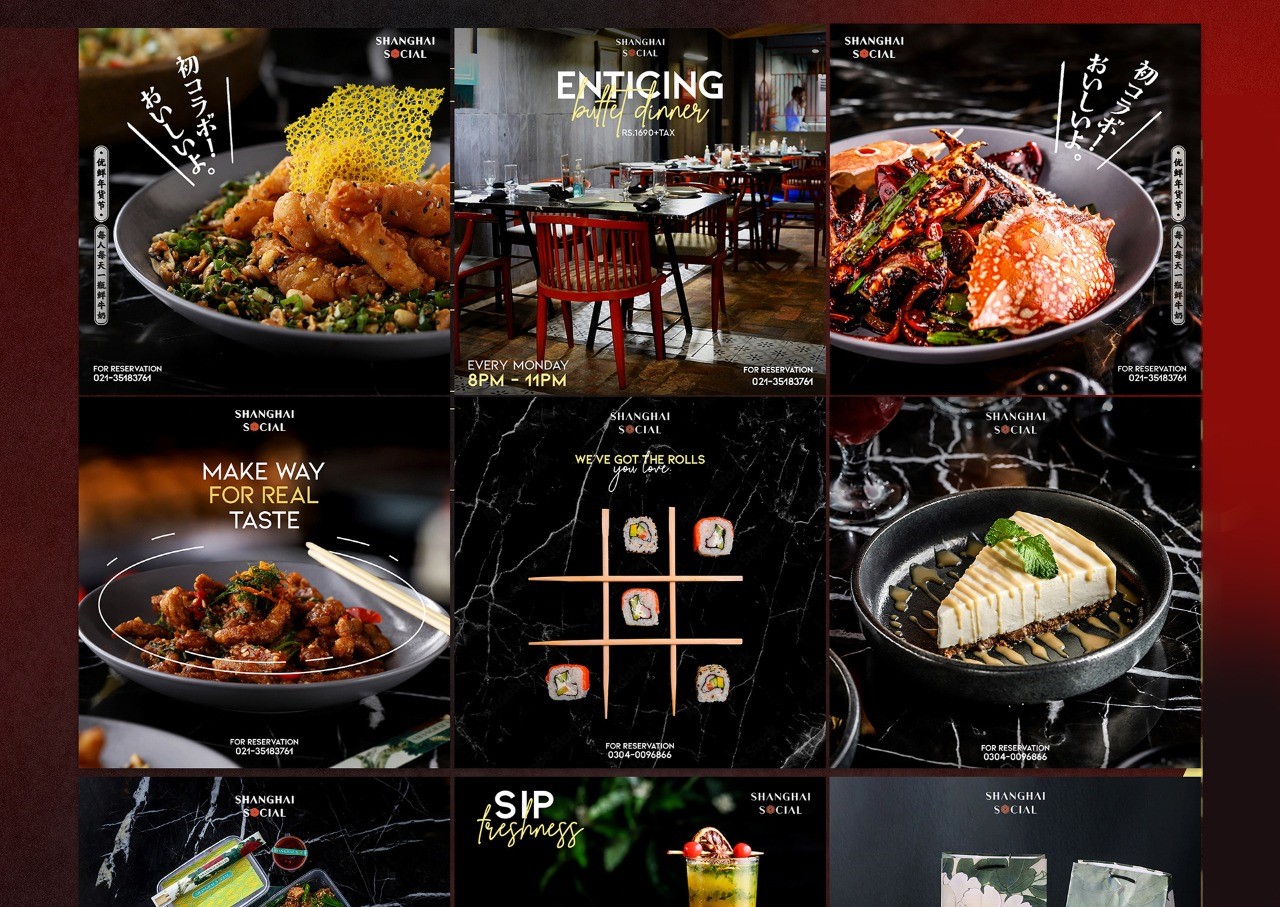 SHANGHAI
SOCIAL
初コラボ!
おいしいよ。
优鲜年货节
每人每天一瓶鲜牛奶
FOR RESERVATION
021-35183761
SHANGHAI
SOCIAL
ENTICING
buffet dinner
RS.1690+TAX
EVERY MONDAY
8PM - 11PM
FOR RESERVATION
021-35183761
SHANGHAI
SOCIAL
初コラボ!
おいしいよ。
优鲜年货节
每人每天一瓶鲜牛奶
FOR RESERVATION
021-35183761
SHANGHAI
SOCIAL
MAKE WAY
FOR REAL
TASTE
FOR RESERVATION
021-35183761
SHANGHAI
SOCIAL
WE'VE GOT THE ROLLS
you love.
FOR RESERVATION
0304-0096866
SHANGHAI
SOCIAL
FOR RESERVATION
0304-0096866
SHANGHAI
SOCIAL
SIP
freshness
SHANGHAI
SOCIAL
SHANGHAI
SOCIAL